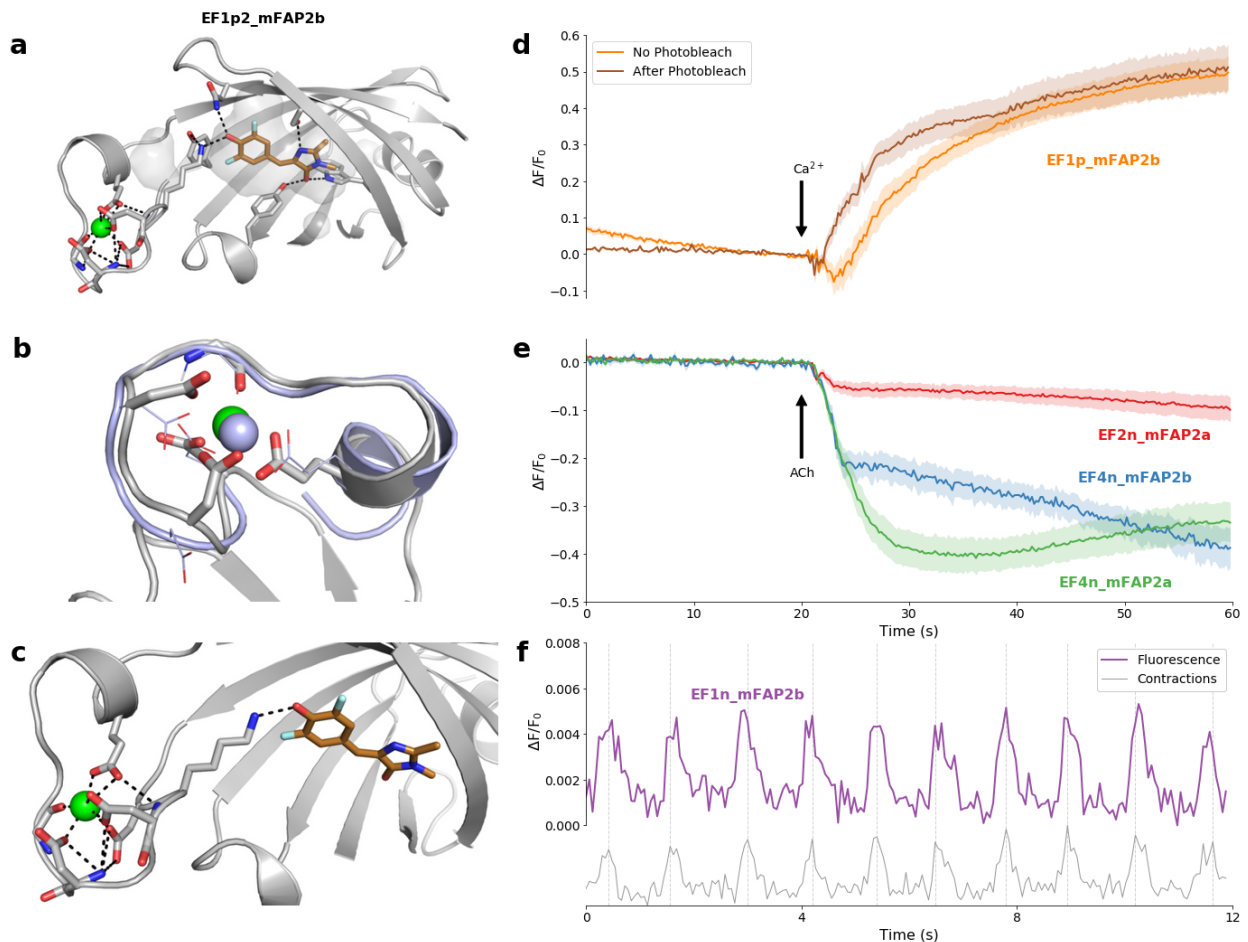 EF1p2_mFAP2b
a
b
c
d
0.6
0.5
0.4
0.3
0.2
0.1
0.0
−0.1
ΔF/F₀
No Photobleach
After Photobleach
Ca²⁺
EF1p_mFAP2b
e
0.0
−0.1
−0.2
−0.3
−0.4
−0.5
ΔF/F₀
ACh
EF2n_mFAP2a
EF4n_mFAP2b
EF4n_mFAP2a
0
10
20
30
40
50
60
Time (s)
f
0.008
0.006
0.004
0.002
0.000
ΔF/F₀
EF1n_mFAP2b
Fluorescence
Contractions
0
4
8
12
Time (s)